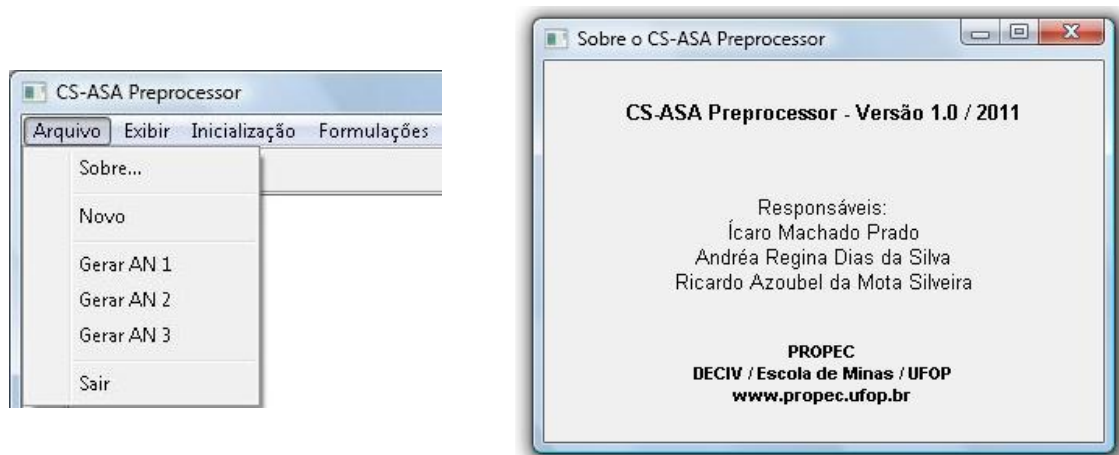 CS-ASA Preprocessor
Arquivo Exibir Inicialização Formulações
Sobre...
Novo
Gerar AN 1
Gerar AN 2
Gerar AN 3
Sair
Sobre o CS-ASA Preprocessor
CS-ASA Preprocessor - Versão 1.0 / 2011
Responsáveis:
Ícaro Machado Prado
Andréa Regina Dias da Silva
Ricardo Azoubel da Mota Silveira
PROPEC
DECIV / Escola de Minas / UFOP
www.propec.ufop.br